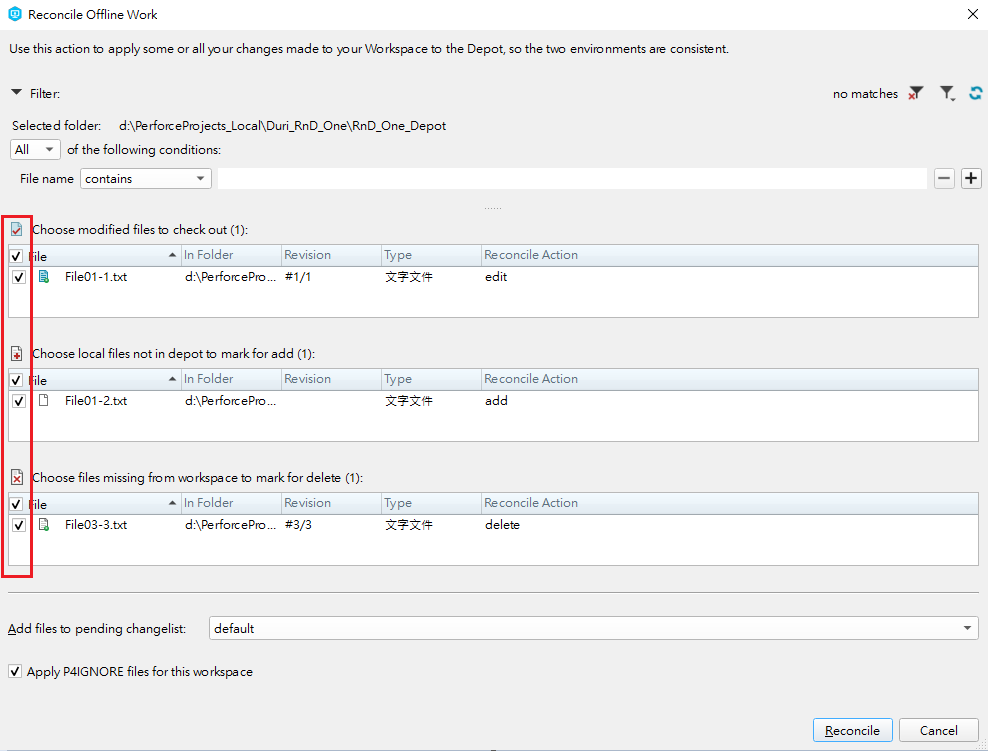 Reconcile Offline Work
Use this action to apply some or all your changes made to your Workspace to the Depot, so the two environments are consistent.
Filter: no matches
Selected folder: d:\PerforceProjects_Local\Duri_RnD_One\RnD_One_Depot
All of the following conditions:
File name contains
Choose modified files to check out (1):
File In Folder Revision Type Reconcile Action
File01-1.txt d:\PerforcePro... #1/1 文字文件 edit
Choose local files not in depot to mark for add (1):
File In Folder Revision Type Reconcile Action
File01-2.txt d:\PerforcePro... 文字文件 add
Choose files missing from workspace to mark for delete (1):
File In Folder Revision Type Reconcile Action
File03-3.txt d:\PerforcePro... #3/3 文字文件 delete
Add files to pending changelist: default
Apply P4IGNORE files for this workspace
Reconcile Cancel